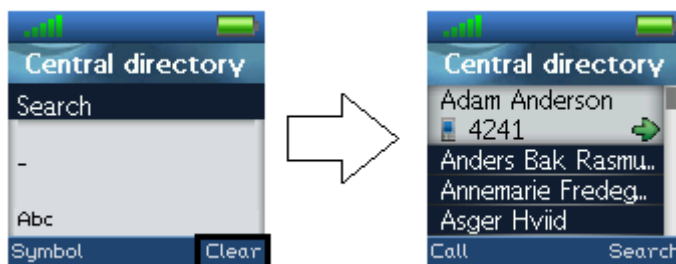 Central directory
Search
_
Abc
Symbol Clear
Central directory
Adam Anderson
4241
Anders Bak Rasmu..
Annemarie Fredeg..
Asger Hviid
Call Search